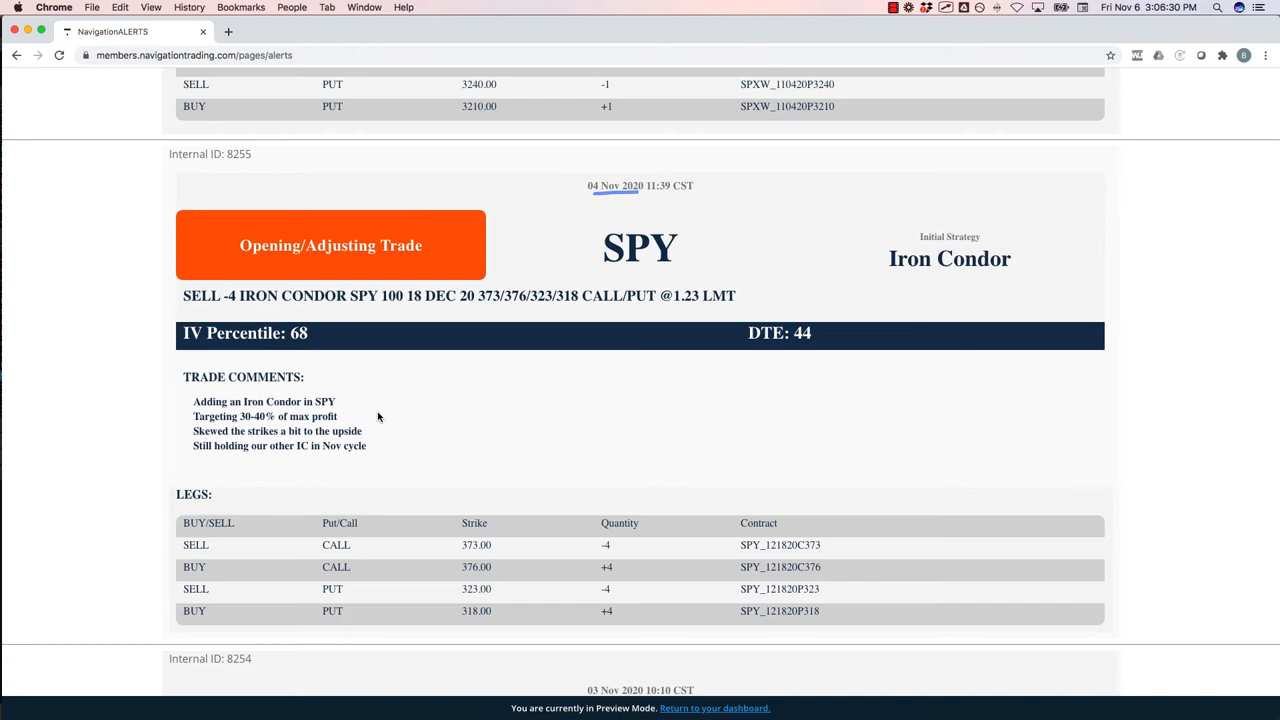 Chrome File Edit View History Bookmarks People Tab Window Help Fri Nov 6 3:06:30 PM
NavigationALERTS
members.navigationtrading.com/pages/alerts
B
SELL PUT 3240.00 -1 SPXW_110420P3240
BUY PUT 3210.00 +1 SPXW_110420P3210
Internal ID: 8255
04 Nov 2020 11:39 CST
Opening/Adjusting Trade
SPY
Initial Strategy
Iron Condor
SELL -4 IRON CONDOR SPY 100 18 DEC 20 373/376/323/318 CALL/PUT @1.23 LMT
IV Percentile: 68 DTE: 44
TRADE COMMENTS:
Adding an Iron Condor in SPY
Targeting 30-40% of max profit
Skewed the strikes a bit to the upside
Still holding our other IC in Nov cycle
LEGS:
BUY/SELL Put/Call Strike Quantity Contract
SELL CALL 373.00 -4 SPY_121820C373
BUY CALL 376.00 +4 SPY_121820C376
SELL PUT 323.00 -4 SPY_121820P323
BUY PUT 318.00 +4 SPY_121820P318
Internal ID: 8254
03 Nov 2020 10:10 CST
You are currently in Preview Mode. Return to your dashboard.